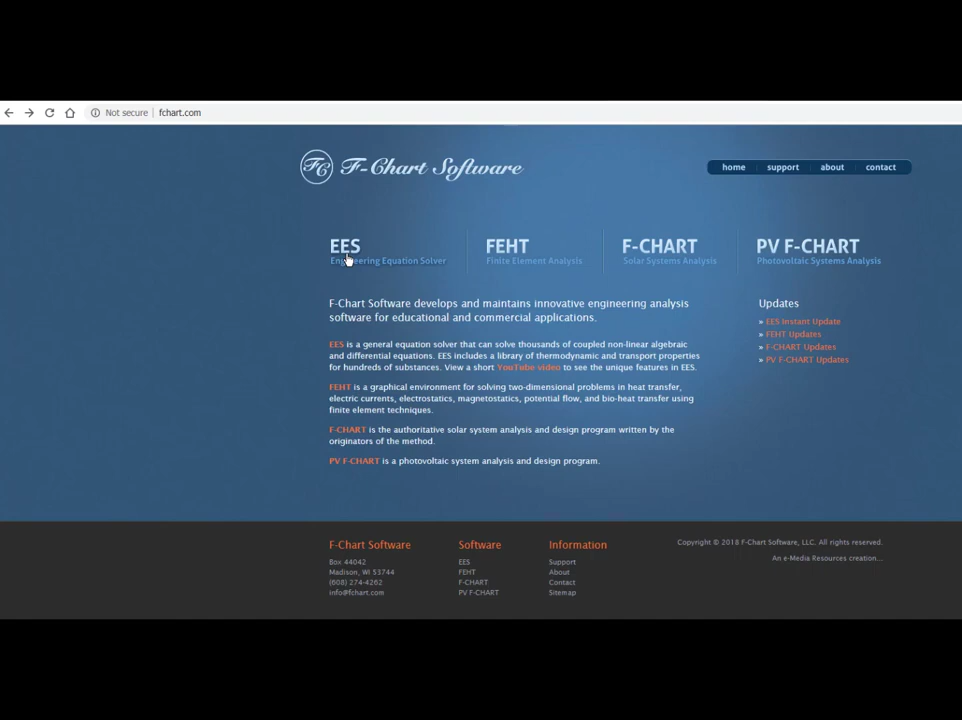 Not secure | fchart.com
FC F-Chart Software
home support about contact
EES FEHT F-CHART PV F-CHART
Engineering Equation Solver Finite Element Analysis Solar Systems Analysis Photovoltaic Systems Analysis
F-Chart Software develops and maintains innovative engineering analysis
software for educational and commercial applications.
EES is a general equation solver that can solve thousands of coupled non-linear algebraic
and differential equations. EES includes a library of thermodynamic and transport properties
for hundreds of substances. View a short YouTube video to see the unique features in EES.
FEHT is a graphical environment for solving two-dimensional problems in heat transfer,
electric currents, electrostatics, magnetostatics, potential flow, and bio-heat transfer using
finite element techniques.
F-CHART is the authoritative solar system analysis and design program written by the
originators of the method.
PV F-CHART is a photovoltaic system analysis and design program.
Updates
» EES Instant Update
» FEHT Updates
» F-CHART Updates
» PV F-CHART Updates
F-Chart Software
Box 44042
Madison, WI 53744
(608) 274-4262
info@fchart.com
Software
EES
FEHT
F-CHART
PV F-CHART
Information
Support
About
Contact
Sitemap
Copyright © 2018 F-Chart Software, LLC. All rights reserved.
An e-Media Resources creation...